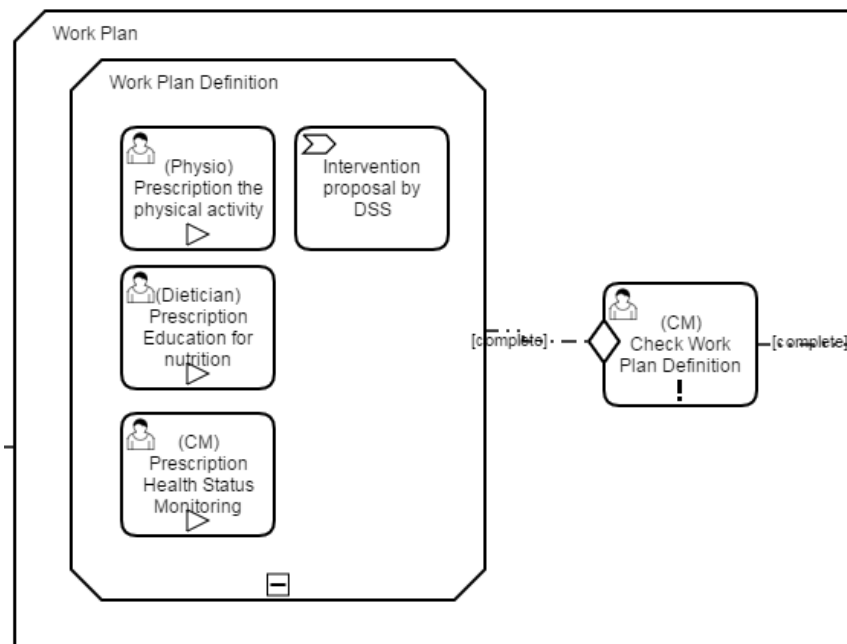 Work Plan
Work Plan Definition
(Physio)
Prescription the
physical activity
Intervention
proposal by
DSS
(Dietician)
Prescription
Education for
nutrition
[complete]
(CM)
Check Work
Plan Definition
[complete]
(CM)
Prescription
Health Status
Monitoring